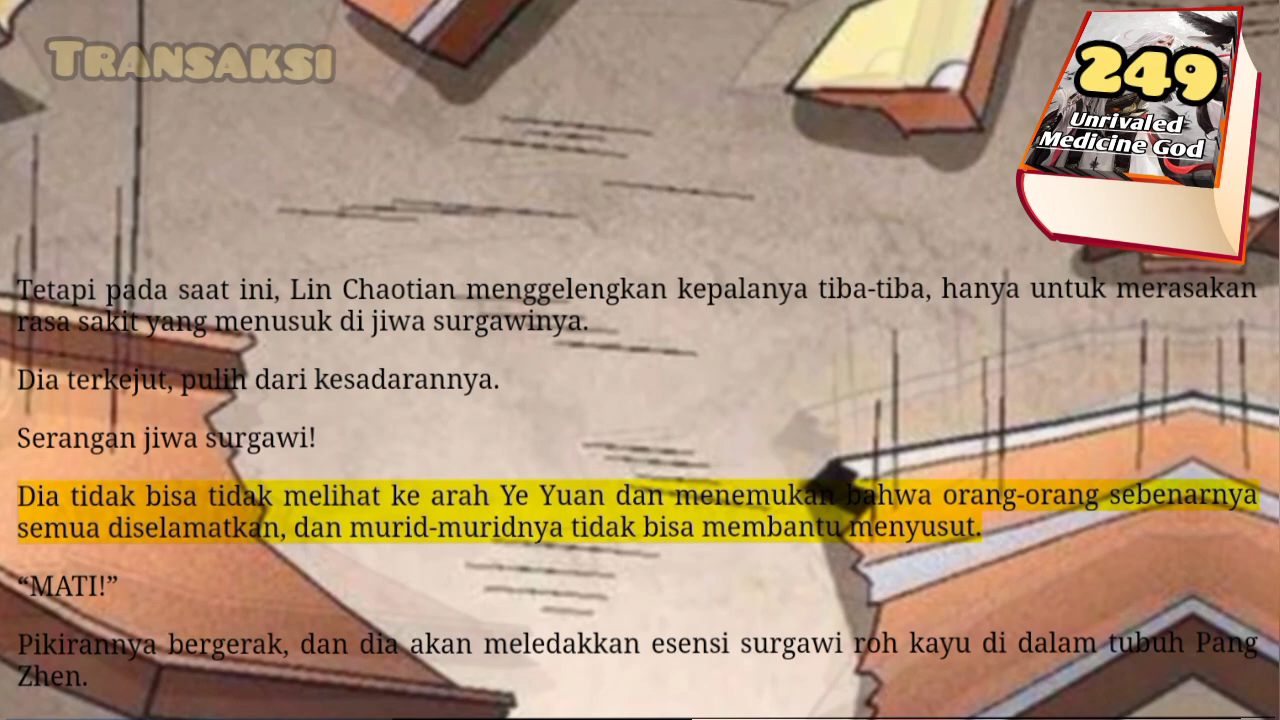 Transaksi
249
Unrivaled
Medicine God
Tetapi pada saat ini, Lin Chaotian menggelengkan kepalanya tiba-tiba, hanya untuk merasakan
rasa sakit yang menusuk di jiwa surgawinya.
Dia terkejut, pulih dari kesadarannya.
Serangan jiwa surgawi!
Dia tidak bisa tidak melihat ke arah Ye Yuan dan menemukan bahwa orang-orang sebenarnya
semua diselamatkan, dan murid-muridnya tidak bisa membantu menyusut.
“MATI!”
Pikirannya bergerak, dan dia akan meledakkan esensi surgawi roh kayu di dalam tubuh Pang
Zhen.